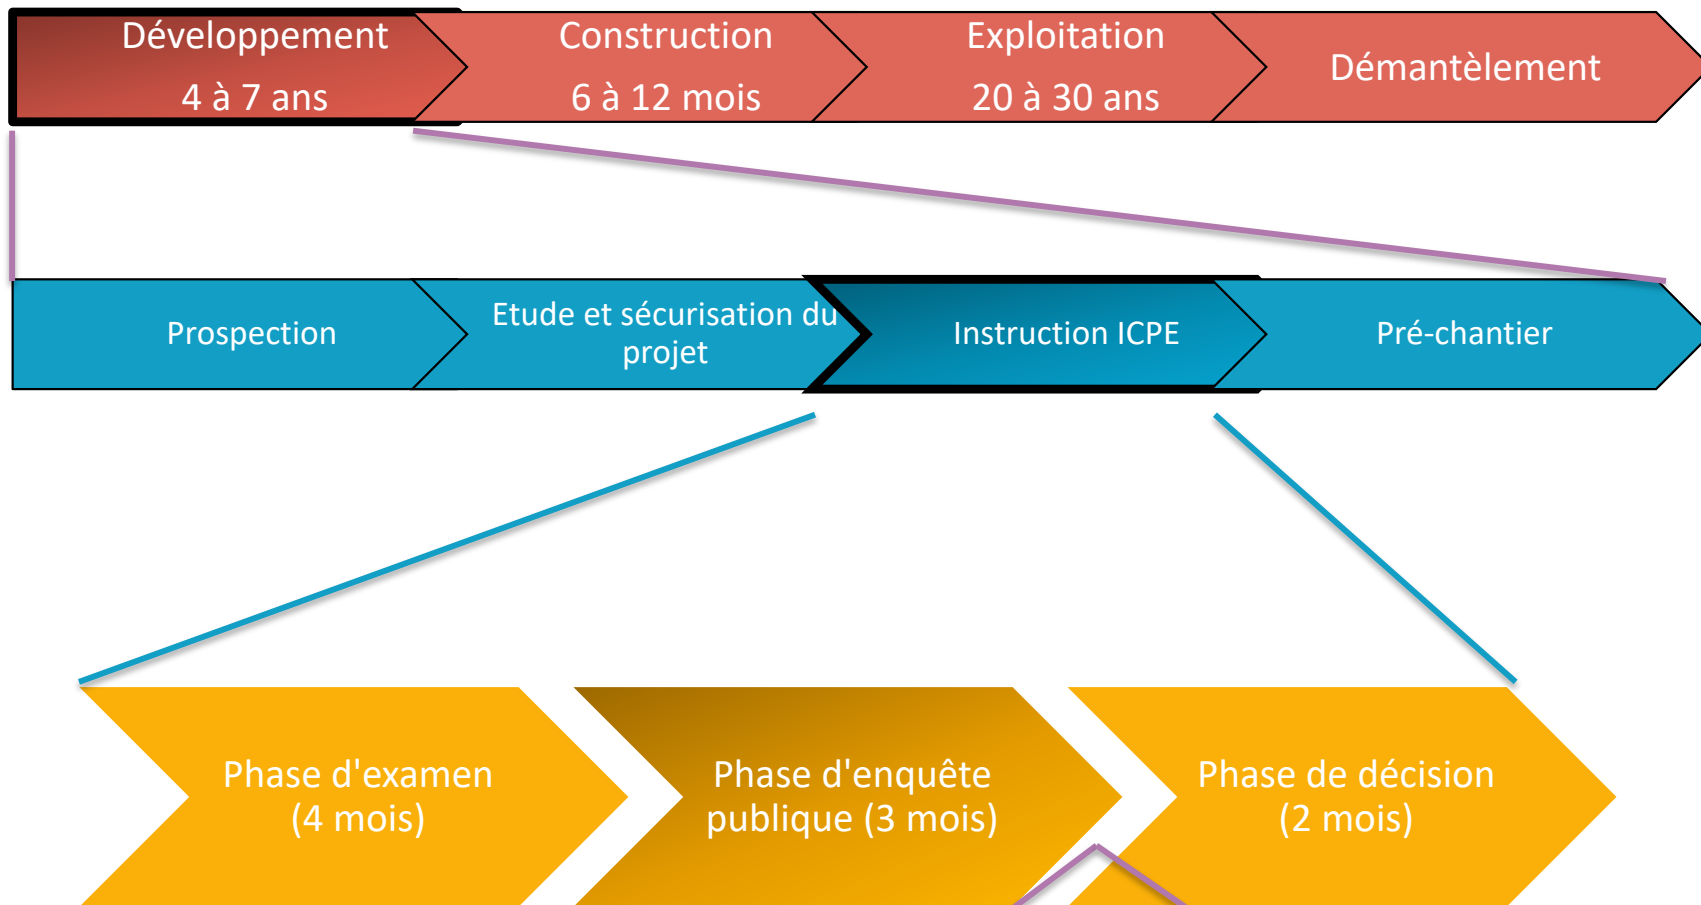 Développement
4 à 7 ans
Construction
6 à 12 mois
Exploitation
20 à 30 ans
Démantèlement
Prospection
Etude et sécurisation du
projet
Instruction ICPE
Pré-chantier
Phase d'examen
(4 mois)
Phase d'enquête
publique (3 mois)
Phase de décision
(2 mois)